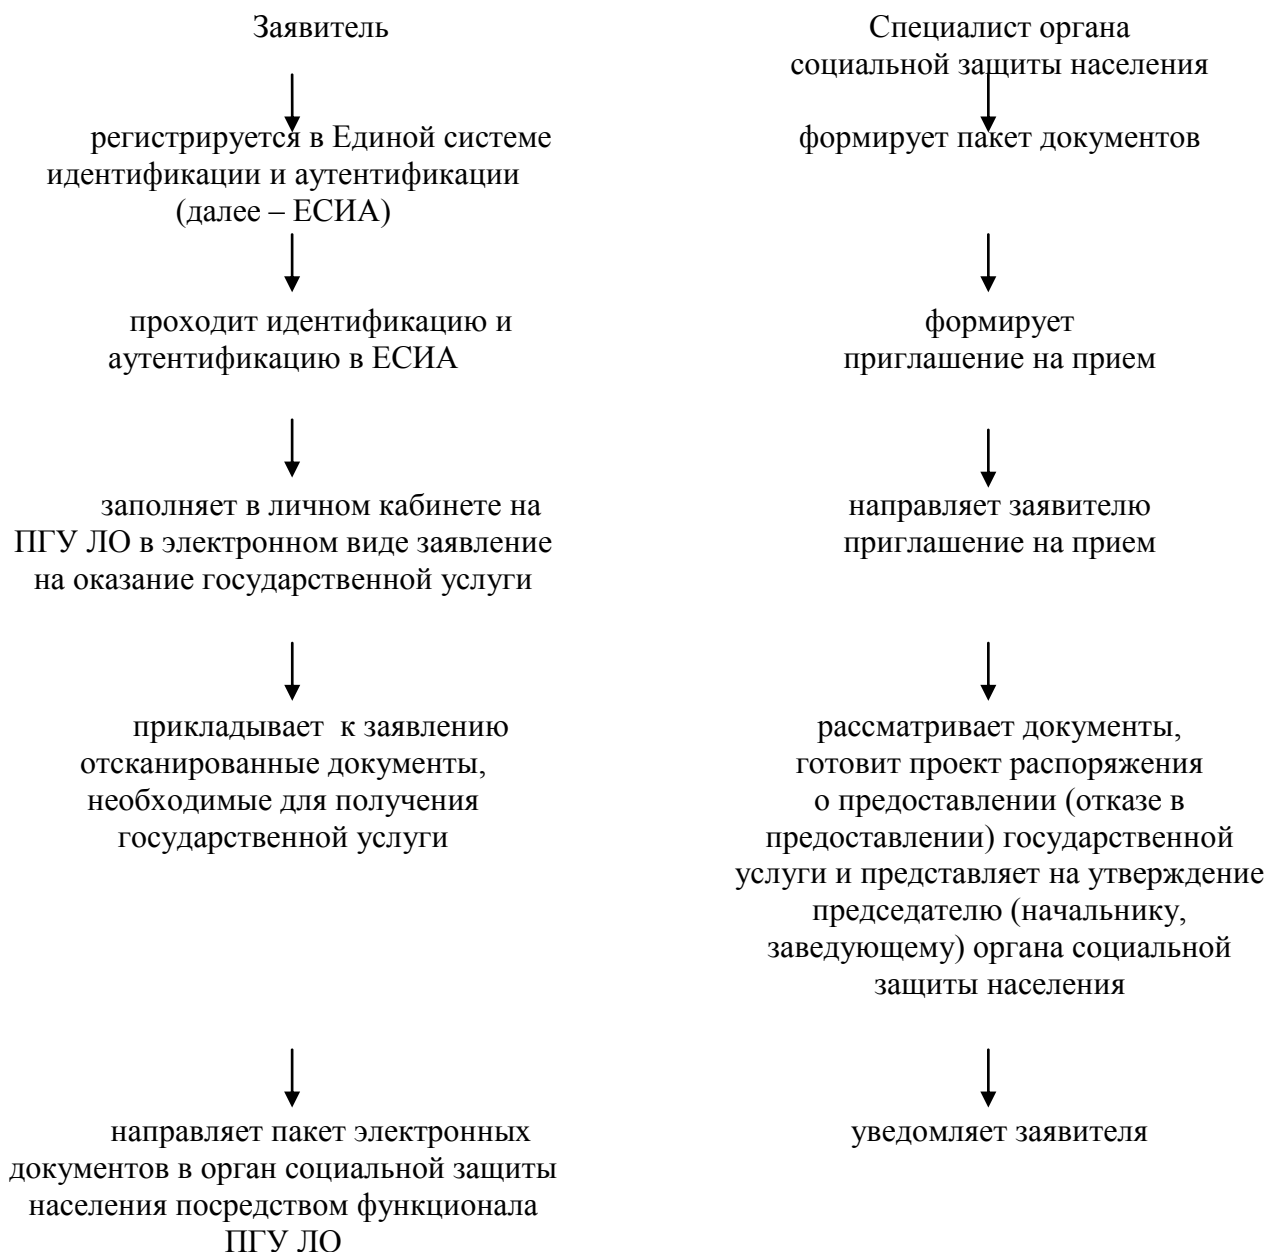 Заявитель
регистрируется в Единой системе
идентификации и аутентификации
(далее – ЕСИА)
проходит идентификацию и
аутентификацию в ЕСИА
заполняет в личном кабинете на
ПГУ ЛО в электронном виде заявление
на оказание государственной услуги
прикладывает к заявлению
отсканированные документы,
необходимые для получения
государственной услуги
направляет пакет электронных
документов в орган социальной защиты
населения посредством функционала
ПГУ ЛО
Специалист органа
социальной защиты населения
формирует пакет документов
формирует
приглашение на прием
направляет заявителю
приглашение на прием
рассматривает документы,
готовит проект распоряжения
о предоставлении (отказе в
предоставлении) государственной
услуги и представляет на утверждение
председателю (начальнику,
заведующему) органа социальной
защиты населения
уведомляет заявителя